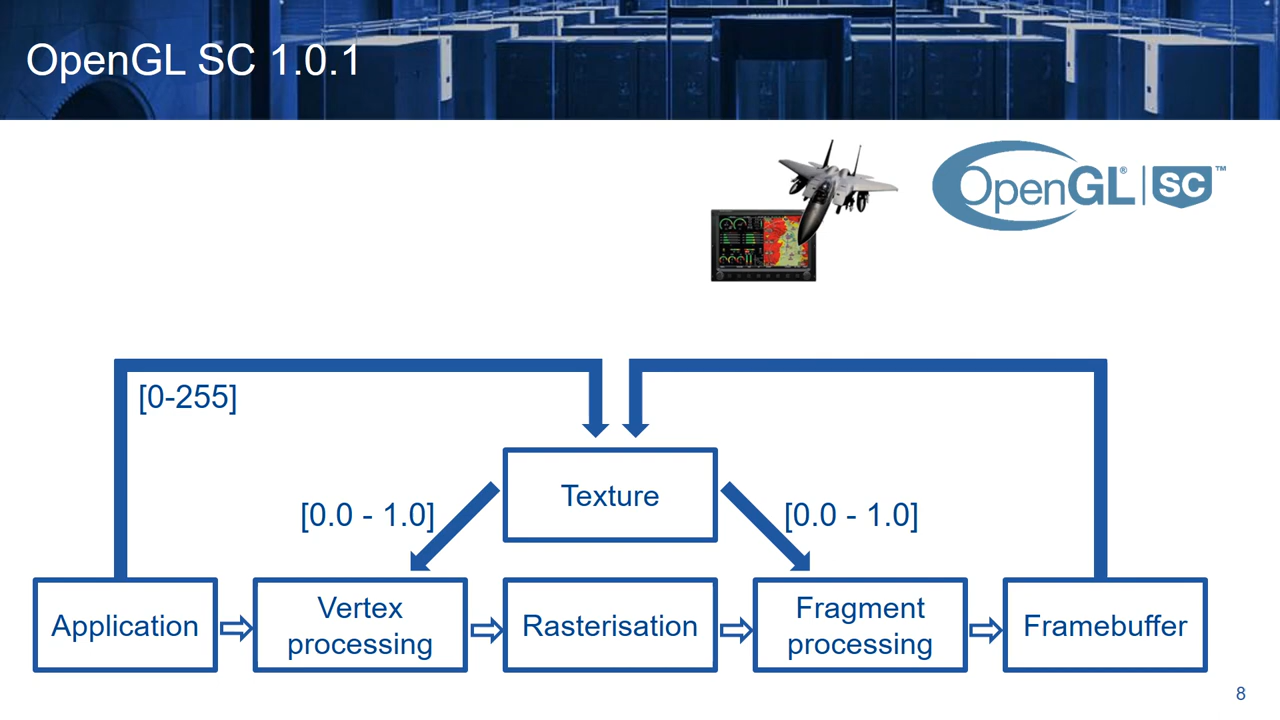 OpenGL SC 1.0.1
OpenGL® | SC™
[0-255]
Texture
[0.0 - 1.0]
[0.0 - 1.0]
Application
Vertex
processing
Rasterisation
Fragment
processing
Framebuffer
8